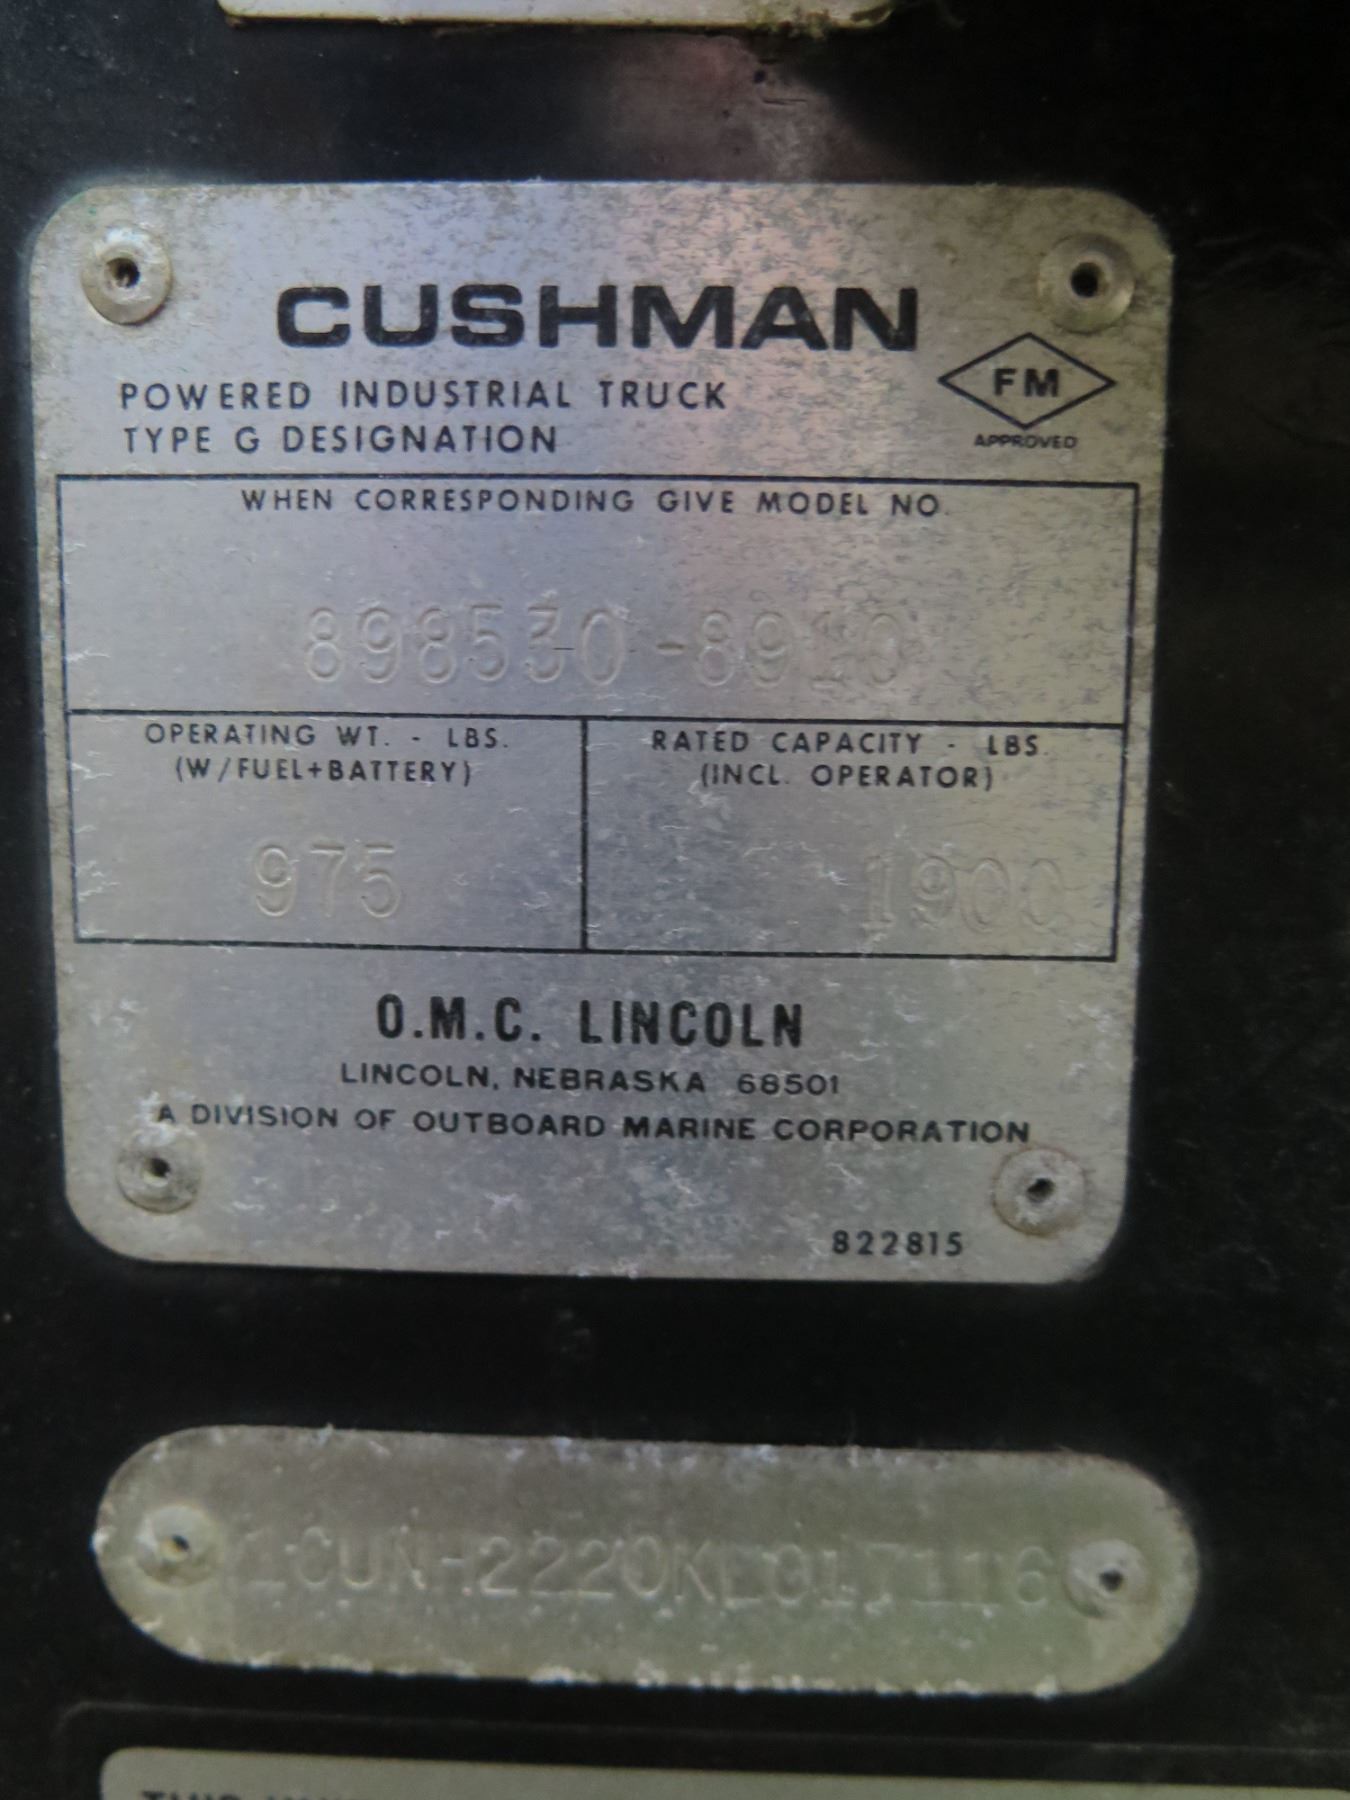 CUSHMAN
POWERED INDUSTRIAL TRUCK
TYPE G DESIGNATION
FM
APPROVED
WHEN CORRESPONDING GIVE MODEL NO.
898530-8910
OPERATING WT. - LBS.
(W/FUEL+BATTERY)
975
RATED CAPACITY - LBS.
(INCL. OPERATOR)
1900
O.M.C. LINCOLN
LINCOLN, NEBRASKA 68501
A DIVISION OF OUTBOARD MARINE CORPORATION
822815